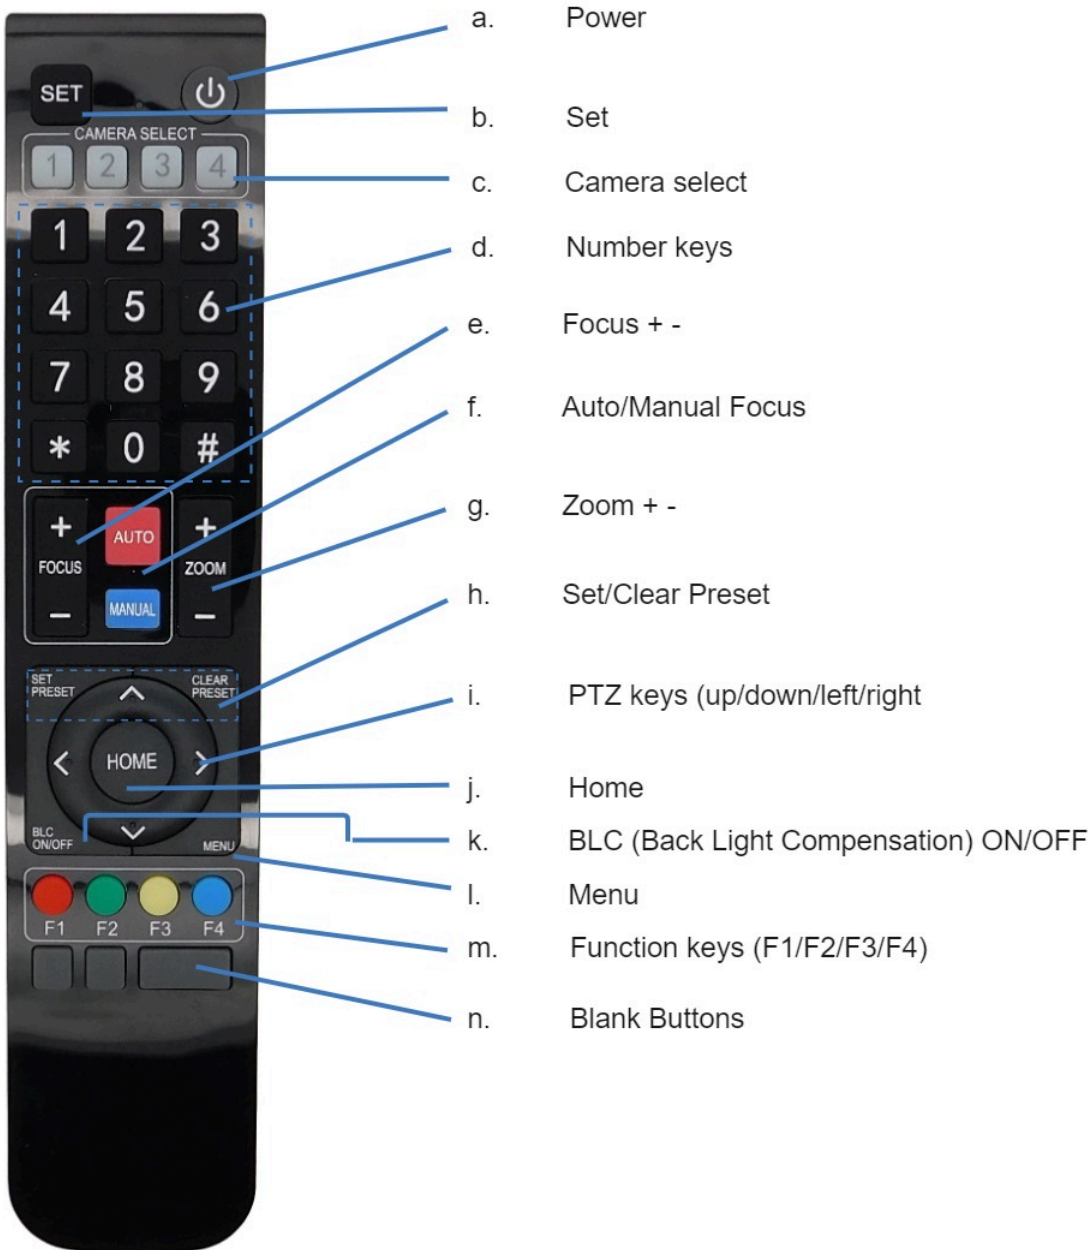 a. Power
SET
b. Set
CAMERA SELECT
1 2 3 4
c. Camera select
1 2 3
d. Number keys
4 5 6
e. Focus + -
7 8 9
f. Auto/Manual Focus
* 0 #
+ AUTO +
g. Zoom + -
FOCUS ZOOM
- MANUAL -
h. Set/Clear Preset
SET PRESET
CLEAR PRESET
i. PTZ keys (up/down/left/right
HOME
j. Home
BLC ON/OFF
MENU
k. BLC (Back Light Compensation) ON/OFF
l. Menu
F1 F2 F3 F4
m. Function keys (F1/F2/F3/F4)
n. Blank Buttons